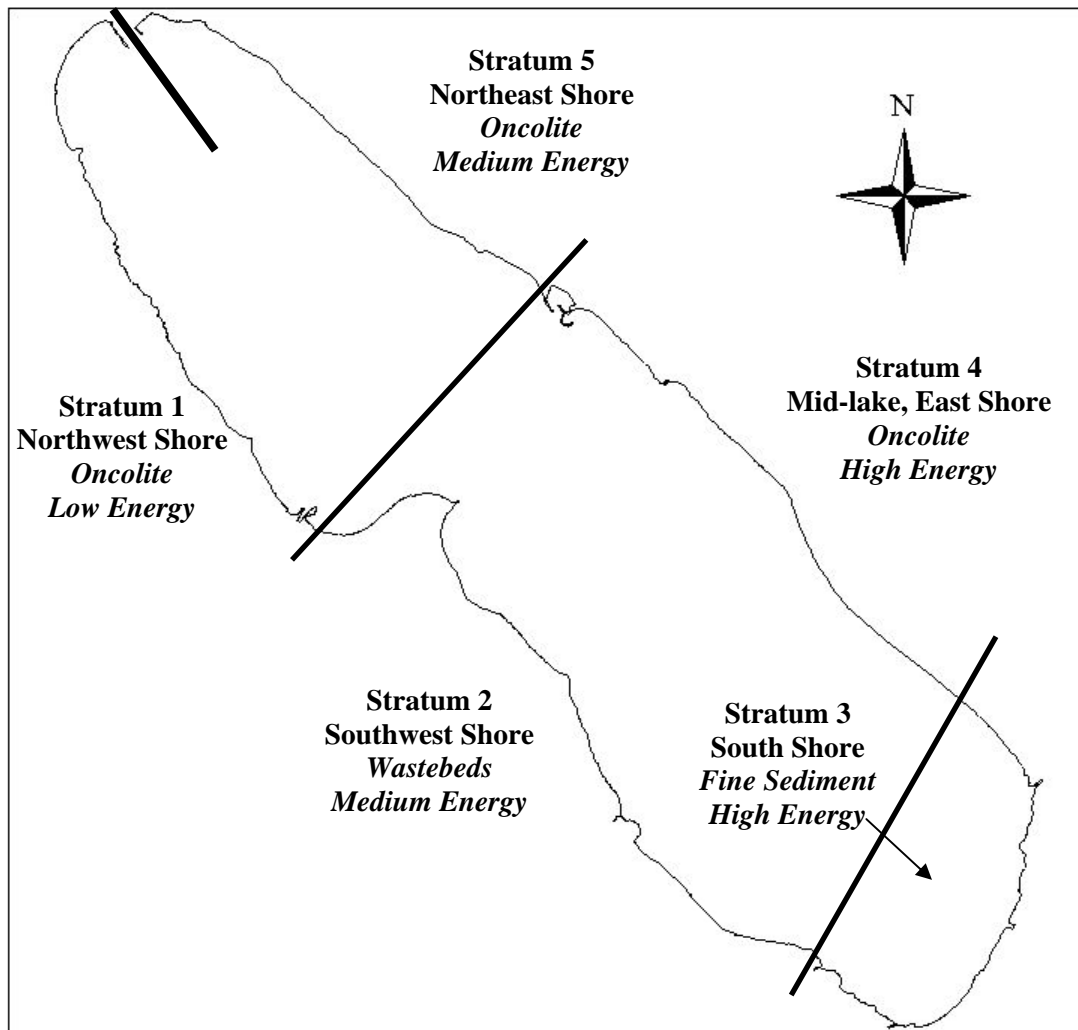 Stratum 5
Northeast Shore
Oncolite
Medium Energy
N
Stratum 4
Mid-lake, East Shore
Oncolite
High Energy
Stratum 1
Northwest Shore
Oncolite
Low Energy
Stratum 2
Southwest Shore
Wastebeds
Medium Energy
Stratum 3
South Shore
Fine Sediment
High Energy